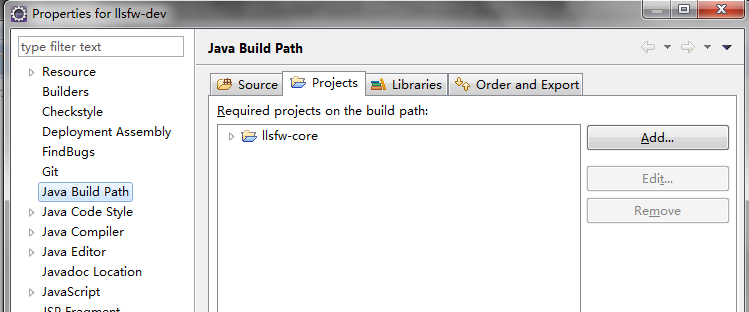 Properties for llsfw-dev
type filter text
Resource
Builders
Checkstyle
Deployment Assembly
FindBugs
Git
Java Build Path
Java Code Style
Java Compiler
Java Editor
Javadoc Location
JavaScript
JSP Fragment
Java Build Path
Source Projects Libraries Order and Export
Required projects on the build path:
llsfw-core
Add...
Edit...
Remove